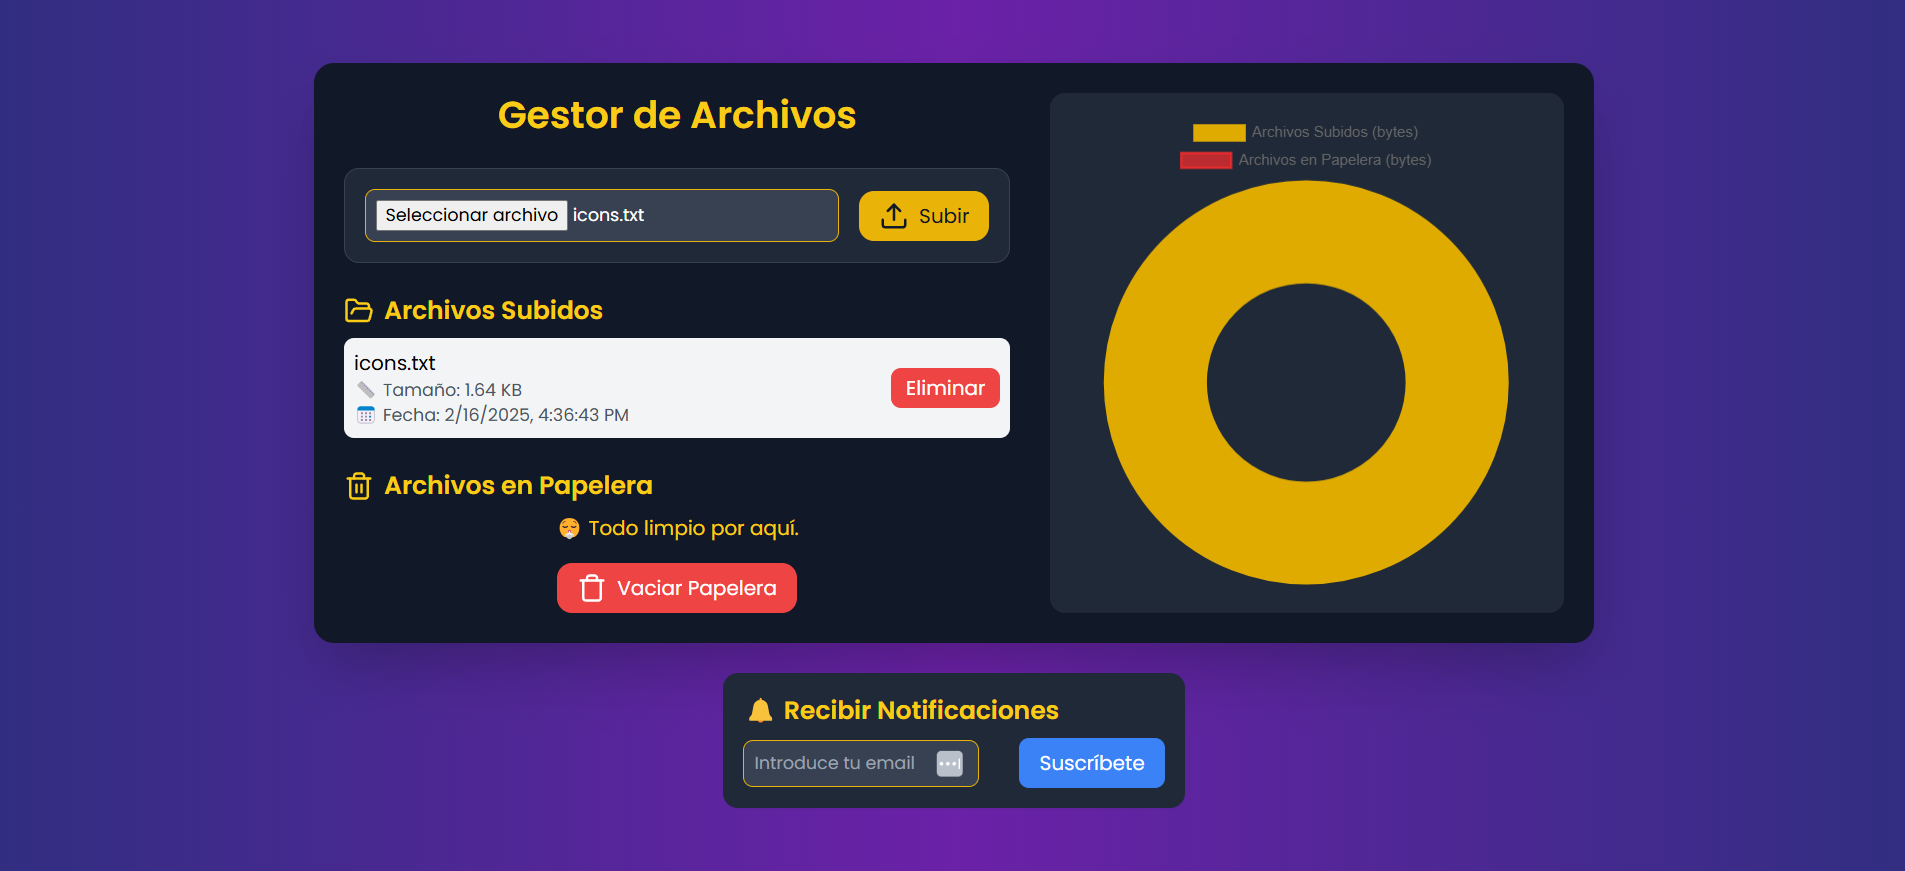 Gestor de Archivos
Seleccionar archivo icons.txt
Subir
Archivos Subidos
icons.txt
Tamaño: 1.64 KB
Fecha: 2/16/2025, 4:36:43 PM
Eliminar
Archivos en Papelera
Todo limpio por aquí.
Vaciar Papelera
Archivos Subidos (bytes)
Archivos en Papelera (bytes)
Recibir Notificaciones
Introduce tu email
Suscríbete